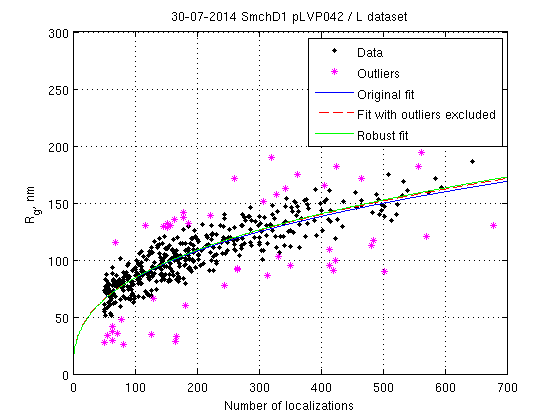 30-07-2014 SmchD1 pLVP042 / L dataset
300
250
200
150
100
50
0
R_g, nm
Data
Outliers
Original fit
Fit with outliers excluded
Robust fit
0 100 200 300 400 500 600 700
Number of localizations